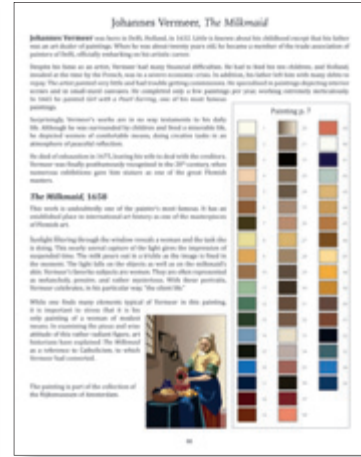 Johannes Vermeer, The Milkmaid
Johannes Vermeer was born in Delft, Holland, in 1632. Little is known about his childhood except that his father
was an art dealer of paintings. When he was about twenty years old, he became a member of the trade association of
painters of Delft, officially embarking on his artistic career.
Despite his fame as an artist, Vermeer had many financial difficulties. He had to feed his ten children, and Holland,
invaded at the time by the French, was in a severe economic crisis. In addition, his father left him with many debts to
repay. The artist painted very little and had trouble getting commissions. He specialized in paintings depicting interior
scenes and in small-sized canvases. He completed only a few paintings per year, working extremely meticulously.
In 1665 he painted Girl with a Pearl Earring, one of his most famous
paintings.
Painting p. 7
Surprisingly, Vermeer's works are in no way testaments to his daily
life. Although he was surrounded by children and lived a miserable life,
he depicted women of comfortable means, doing creative tasks in an
atmosphere of peaceful reflection.
He died of exhaustion in 1675, leaving his wife to deal with the creditors.
Vermeer was finally posthumously recognized in the 20th century, when
numerous exhibitions gave him stature as one of the great Flemish
masters.
The Milkmaid, 1658
This work is undoubtedly one of the painter's most famous. It has an
established place in international art history as one of the masterpieces
of Flemish art.
Sunlight filtering through the window reveals a woman and the task she
is doing. This nearly unreal capture of the light gives the impression of
suspended time. The milk pours out in a trickle as the image is fixed in
the moment. The light falls on the objects as well as on the milkmaid's
skin. Vermeer's favorite subjects are women. They are often represented
as melancholy, pensive, and rather mysterious. With these portraits,
Vermeer celebrates, in his particular way, "the silent life."
While one finds many elements typical of Vermeer in this painting,
it is important to stress that it is his
only painting of a woman of modest
means. In examining the pious and wise
attitude of this rather radiant figure, art
historians have explained The Milkmaid
as a reference to Catholicism, to which
Vermeer had converted.
The painting is part of the collection of
the Rijksmuseum of Amsterdam.